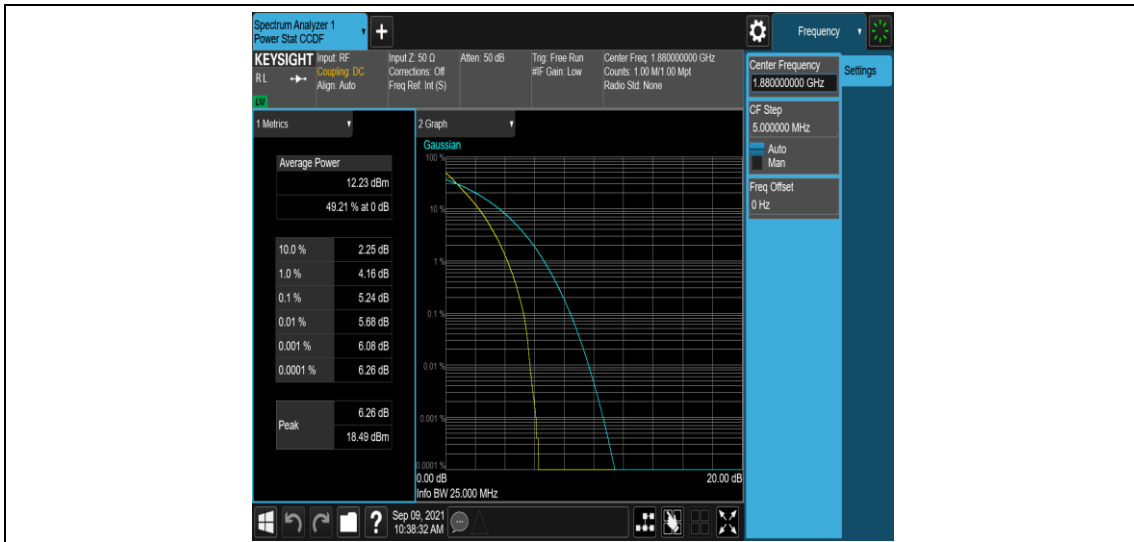 Spectrum Analyzer 1
Power Stat CCDF
+
Frequency
KEYSIGHT
RL
LXI
Input: RF
Coupling: DC
Align: Auto
Input Z: 50 Ω
Corrections: Off
Freq Ref: Int (S)
Atten: 50 dB
Trig: Free Run
#IF Gain: Low
Center Freq: 1.880000000 GHz
Counts: 1.00 M/1.00 Mpt
Radio Std: None
Center Frequency
1.880000000 GHz
Settings
CF Step
5.000000 MHz
Auto
Man
Freq Offset
0 Hz
1 Metrics
Average Power
12.23 dBm
49.21 % at 0 dB
10.0 % 2.25 dB
1.0 % 4.16 dB
0.1 % 5.24 dB
0.01 % 5.68 dB
0.001 % 6.08 dB
0.0001 % 6.26 dB
Peak
6.26 dB
18.49 dBm
2 Graph
Gaussian
100 %
10 %
1 %
0.1 %
0.01 %
0.001 %
0.0001 %
0.00 dB 20.00 dB
Info BW 25.000 MHz
?
Sep 09, 2021
10:38:32 AM